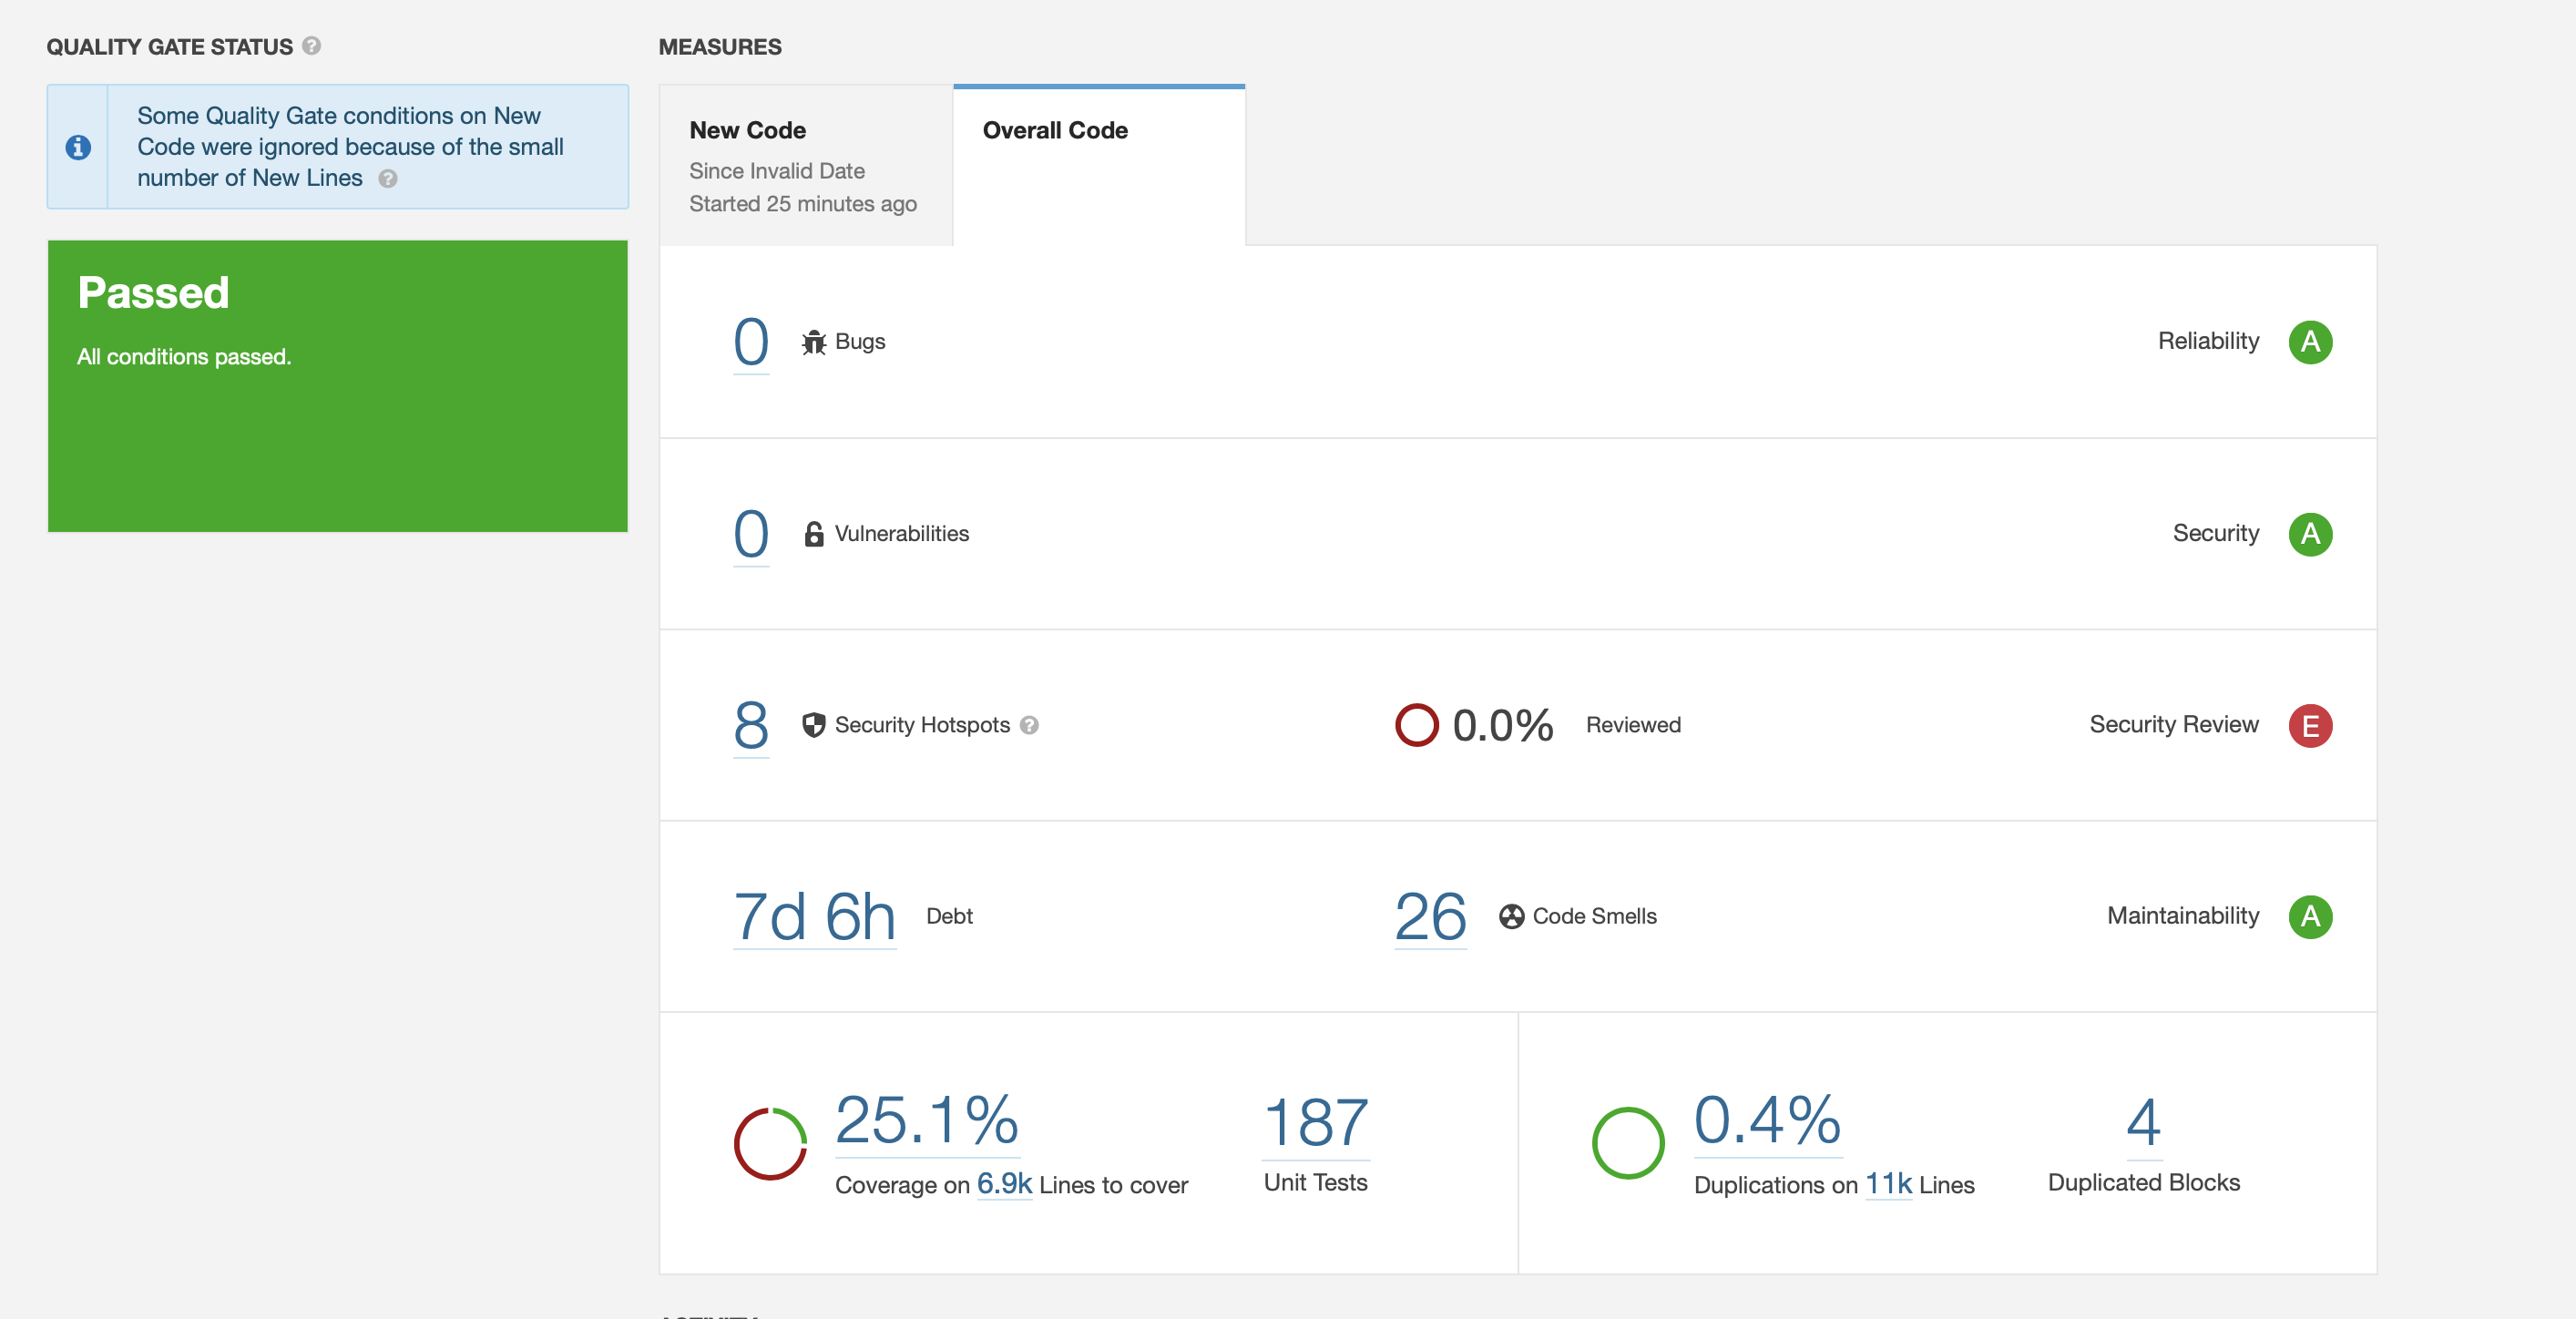 QUALITY GATE STATUS
Some Quality Gate conditions on New
Code were ignored because of the small
number of New Lines
Passed
All conditions passed.
MEASURES
New Code
Since Invalid Date
Started 25 minutes ago
Overall Code
0 Bugs
Reliability A
0 Vulnerabilities
Security A
8 Security Hotspots
0.0% Reviewed
Security Review E
7d 6h Debt
26 Code Smells
Maintainability A
25.1%
Coverage on 6.9k Lines to cover
187
Unit Tests
0.4%
Duplications on 11k Lines
4
Duplicated Blocks
ACTIVITY